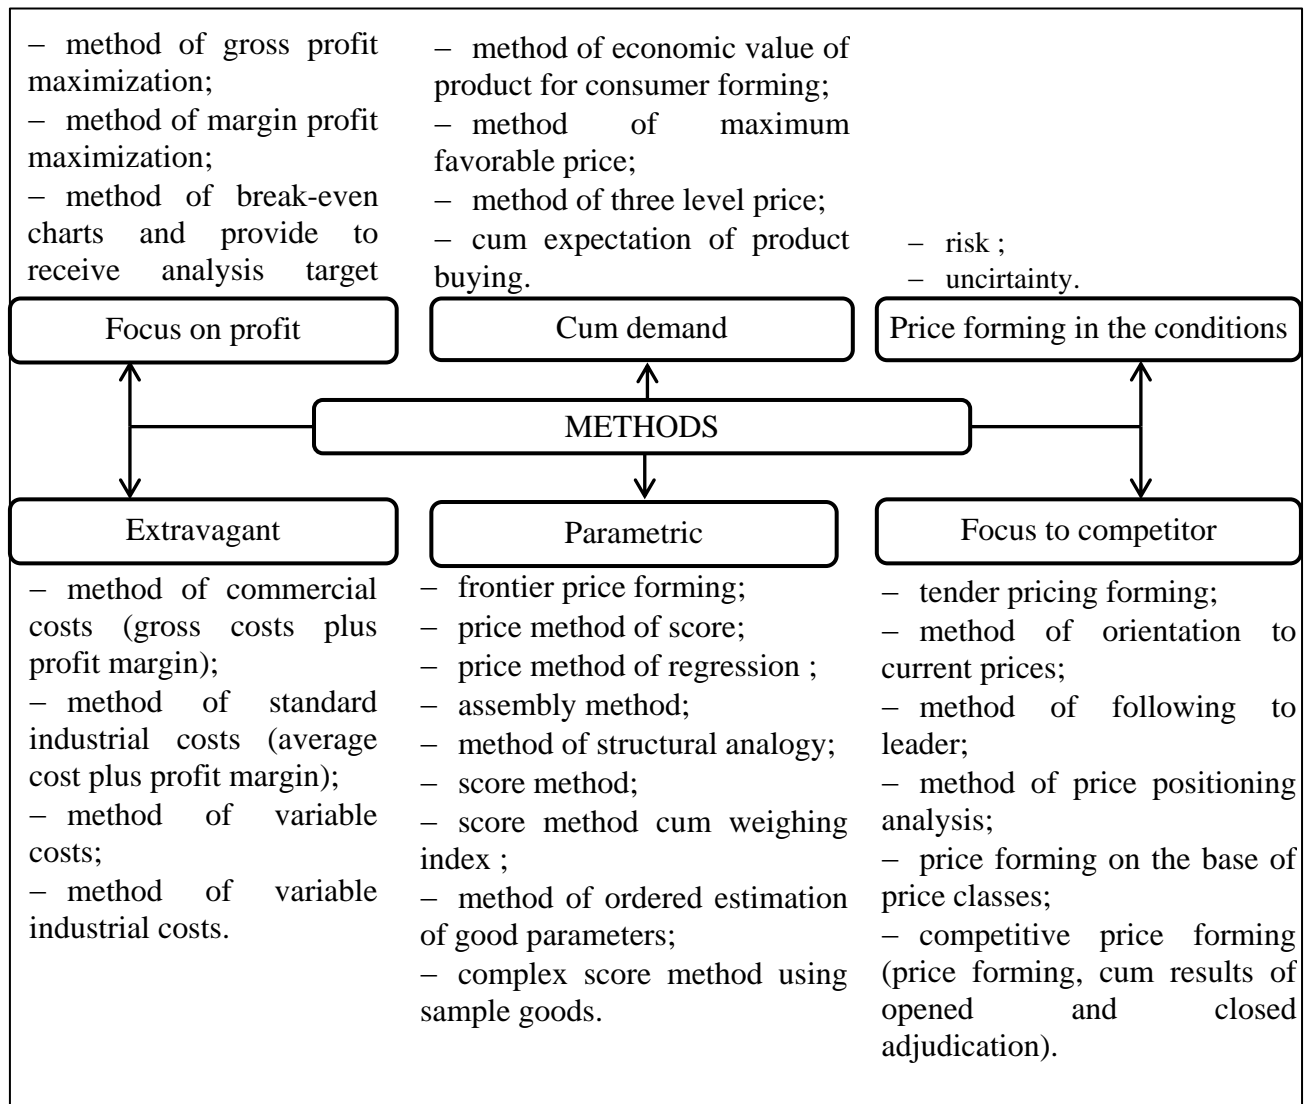 – method of gross profit
maximization;
– method of margin profit
maximization;
– method of break-even
charts and provide to
receive analysis target
– method of economic value of
product for consumer forming;
– method of maximum
favorable price;
– method of three level price;
– cum expectation of product
buying.
– risk ;
– uncirtainty.
Focus on profit
Cum demand
Price forming in the conditions
METHODS
Extravagant
Parametric
Focus to competitor
– method of commercial
costs (gross costs plus
profit margin);
– method of standard
industrial costs (average
cost plus profit margin);
– method of variable
costs;
– method of variable
industrial costs.
– frontier price forming;
– price method of score;
– price method of regression ;
– assembly method;
– method of structural analogy;
– score method;
– score method cum weighing
index ;
– method of ordered estimation
of good parameters;
– complex score method using
sample goods.
– tender pricing forming;
– method of orientation to
current prices;
– method of following to
leader;
– method of price positioning
analysis;
– price forming on the base of
price classes;
– competitive price forming
(price forming, cum results of
opened and closed
adjudication).